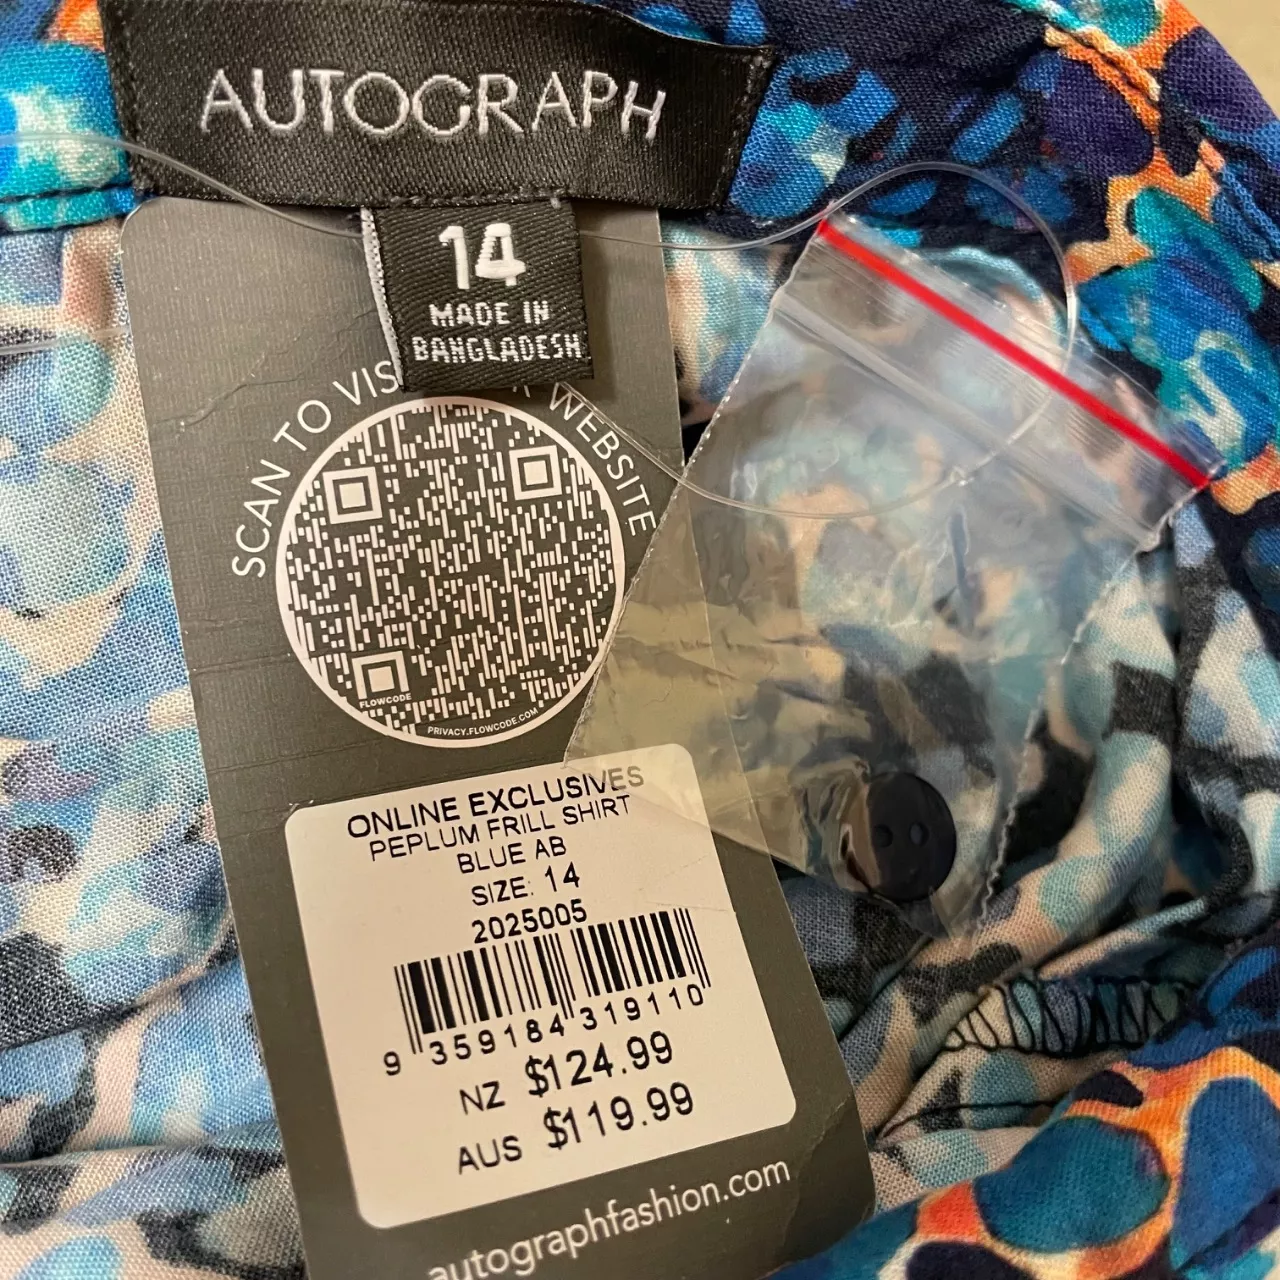 AUTOGRAPH
14
MADE IN
BANGLADESH
SCAN TO VIS WEBSITE
FLOWCODE
PRIVACY.FLOWCODE.COM
ONLINE EXCLUSIVES
PEPLUM FRILL SHIRT
BLUE AB
SIZE: 14
2025005
9 359184 319110
NZ $124.99
AUS $119.99
autographfashion.com